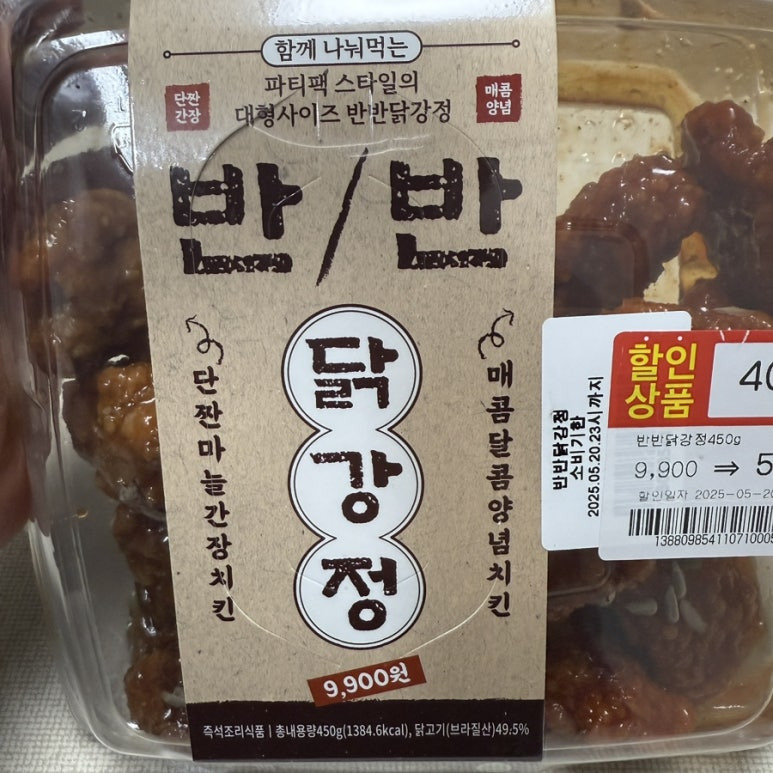 함께 나눠먹는
파티팩 스타일의
대형사이즈 반반닭강정
단짠
간장
매콤
양념
반/반
닭강정
단짠마늘간장치킨
매콤달콤양념치킨
9,900원
즉석조리식품 | 총내용량450g(1384.6kcal), 닭고기(브라질산)49.5%
반반닭강정
소비기한
2025.05.20 23시 까지
할인
상품
40
반반닭강정450g
9,900 ⇒ 5
할인일자 2025-05-20
138809854110710005